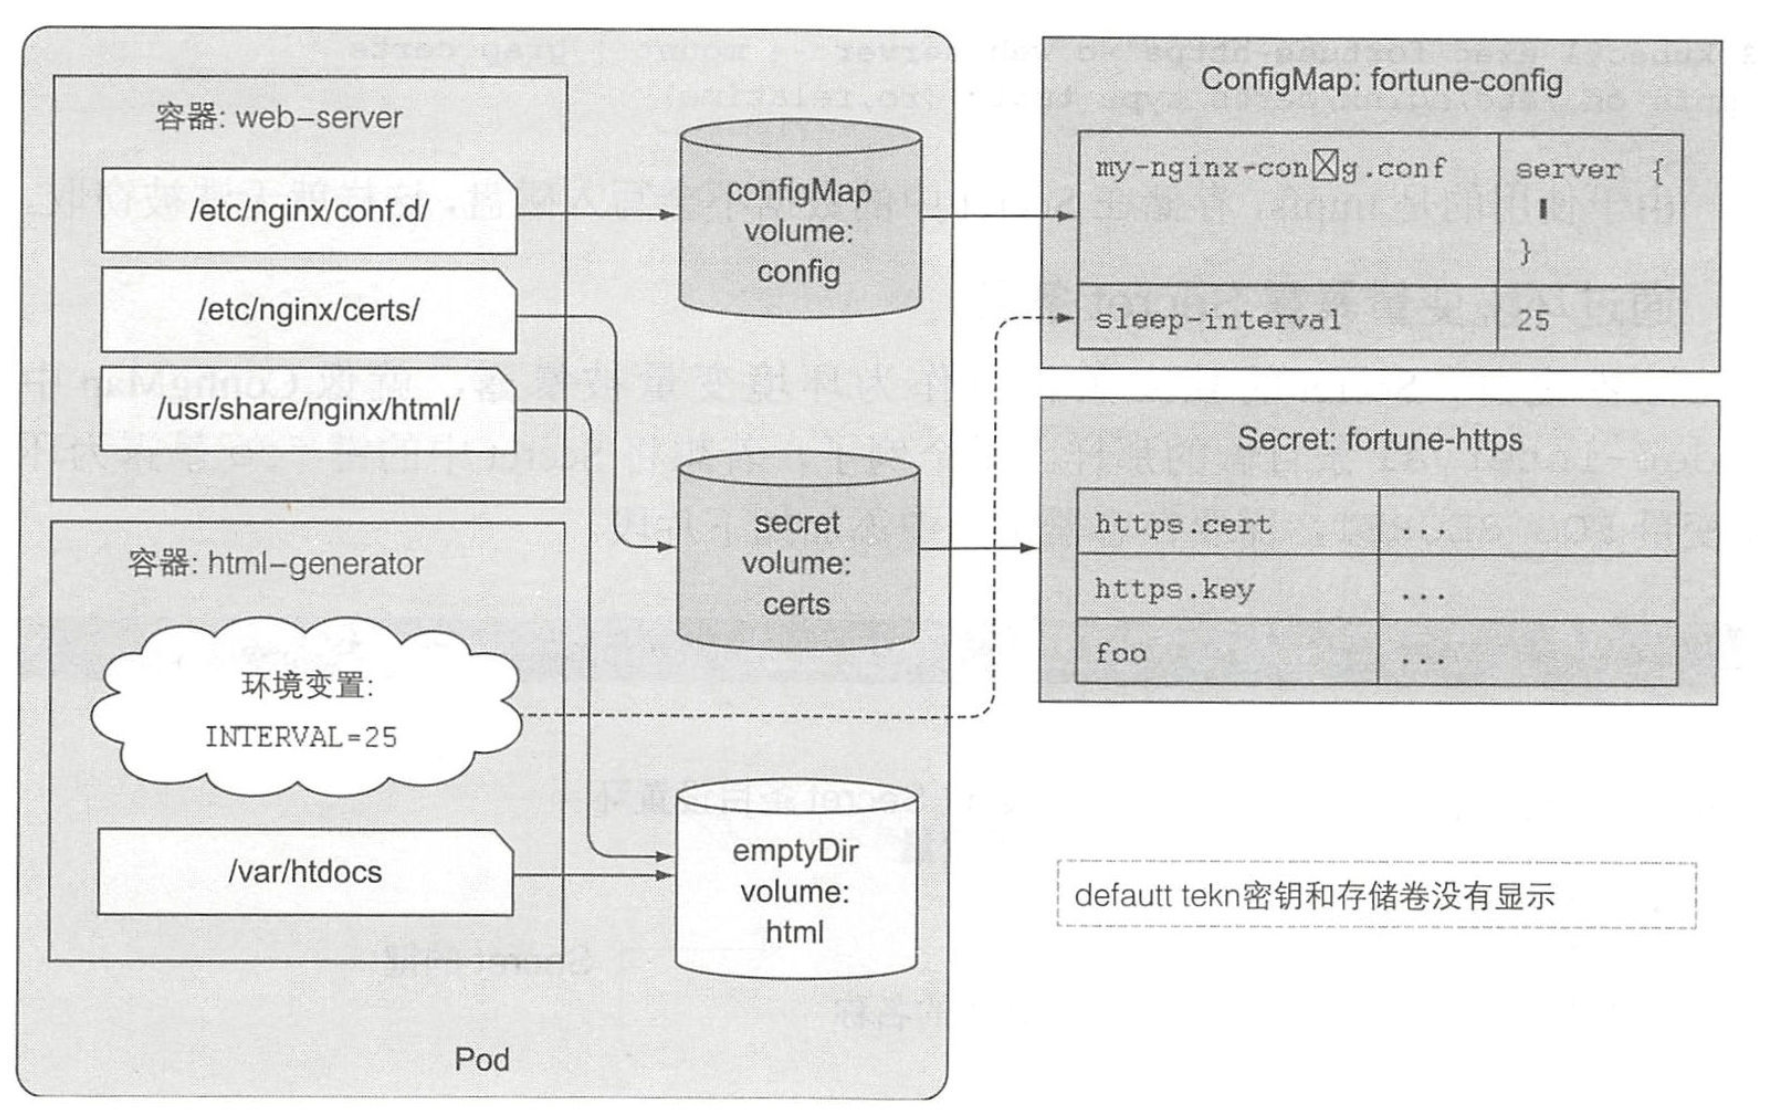 容器: web-server
/etc/nginx/conf.d/
/etc/nginx/certs/
/usr/share/nginx/html/
容器: html-generator
环境变置:
INTERVAL=25
/var/htdocs
Pod
configMap
volume:
config
secret
volume:
certs
emptyDir
volume:
html
ConfigMap: fortune-config
my-nginx-con☒g.conf
server {
}
sleep-interval
25
Secret: fortune-https
https.cert
...
https.key
...
foo
...
defautt tekn密钥和存储卷没有显示